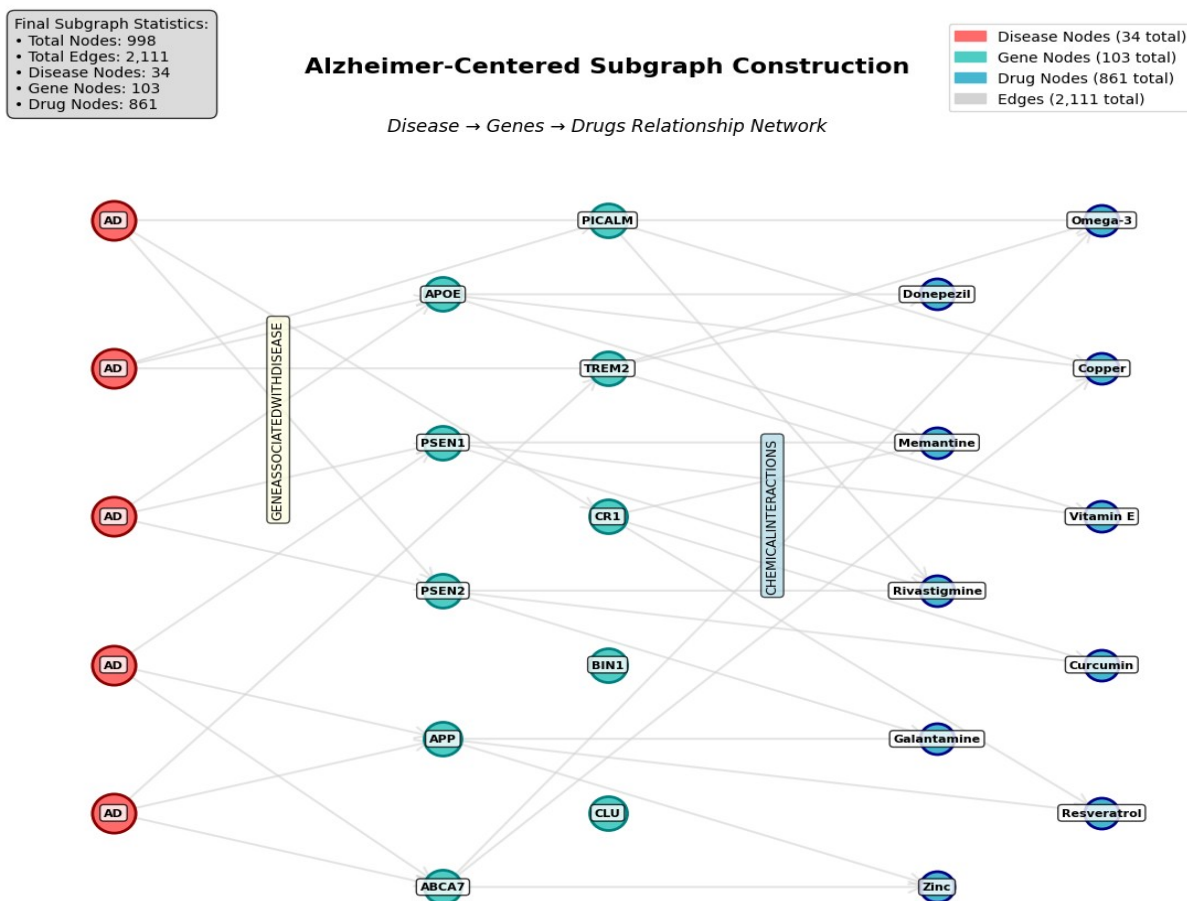 Final Subgraph Statistics:
• Total Nodes: 998
• Total Edges: 2,111
• Disease Nodes: 34
• Gene Nodes: 103
• Drug Nodes: 861
Alzheimer-Centered Subgraph Construction
Disease → Genes → Drugs Relationship Network
Disease Nodes (34 total)
Gene Nodes (103 total)
Drug Nodes (861 total)
Edges (2,111 total)
AD
PICALM
Omega-3
APOE
Donepezil
AD
TREM2
Copper
GENEASSOCIATEDWITHDISEASE
PSEN1
Memantine
CHEMICALINTERACTIONS
AD
CR1
Vitamin E
PSEN2
Rivastigmine
AD
BIN1
Curcumin
APP
Galantamine
AD
CLU
Resveratrol
ABCA7
Zinc